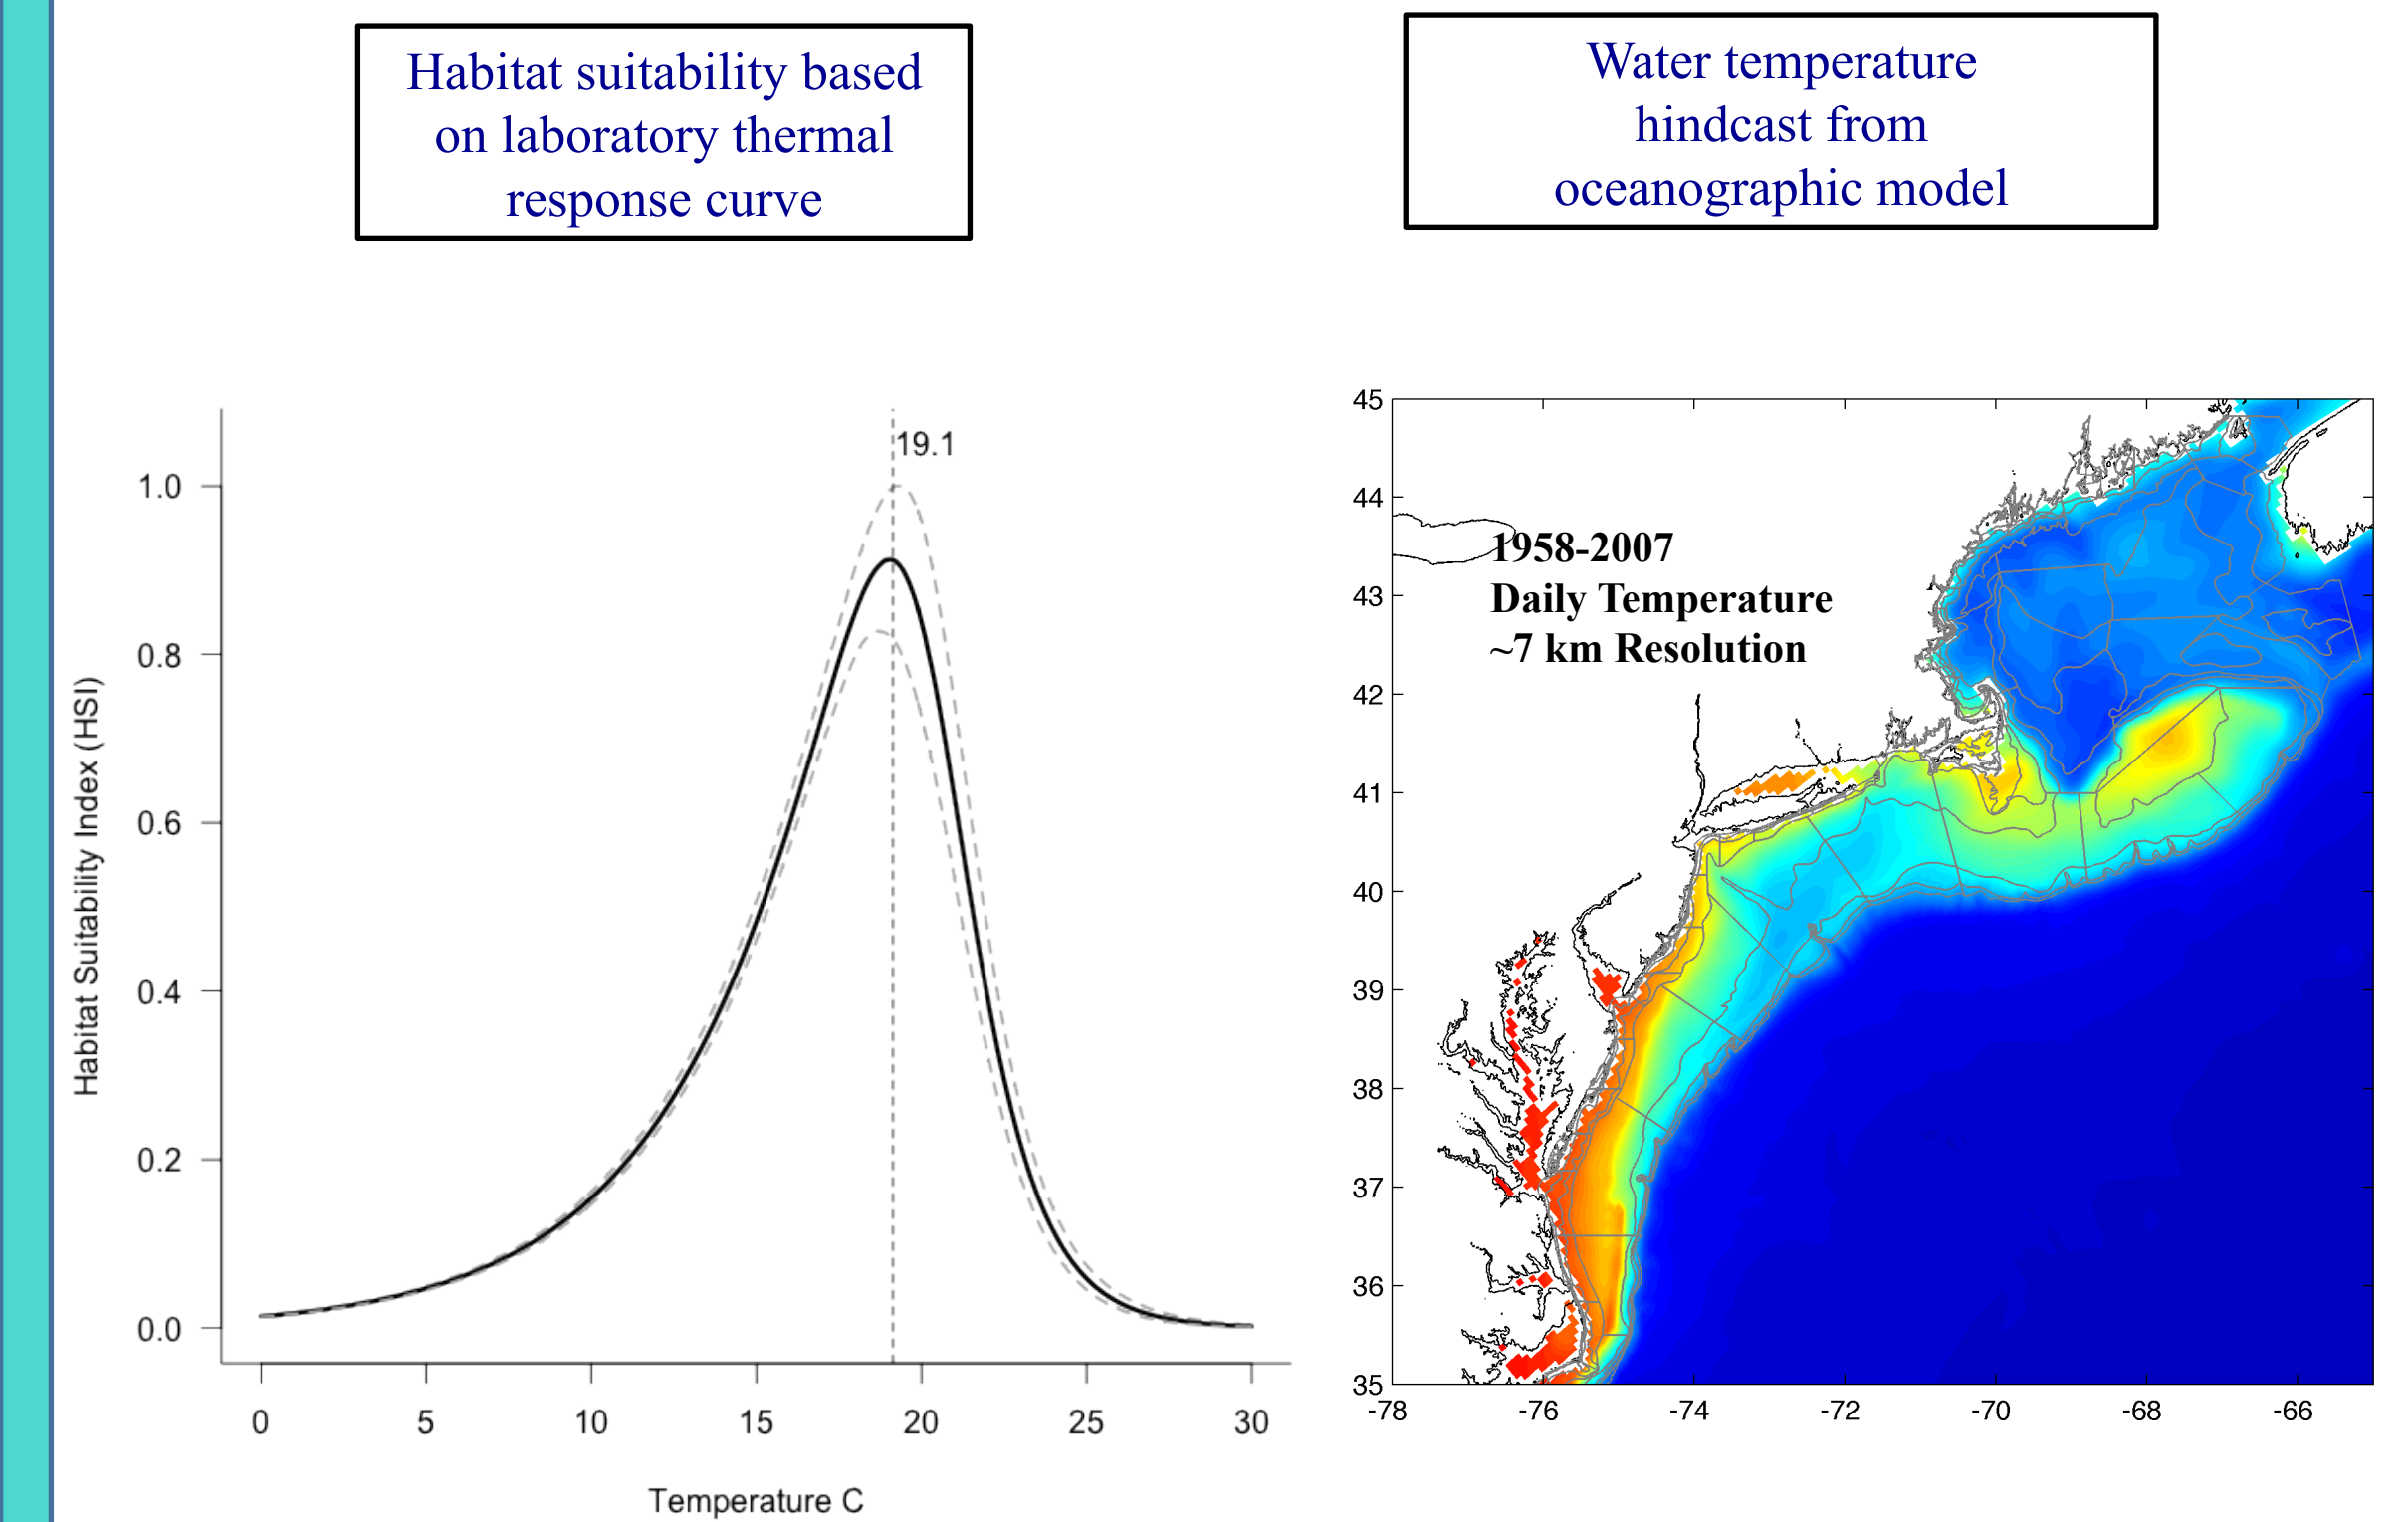 Habitat suitability based
on laboratory thermal
response curve
Water temperature
hindcast from
oceanographic model
19.1
1.0
0.8
0.6
0.4
0.2
0.0
Habitat Suitability Index (HSI)
0 5 10 15 20 25 30
Temperature C
45
44
43
42
41
40
39
38
37
36
35
1958-2007
Daily Temperature
~7 km Resolution
-78 -76 -74 -72 -70 -68 -66